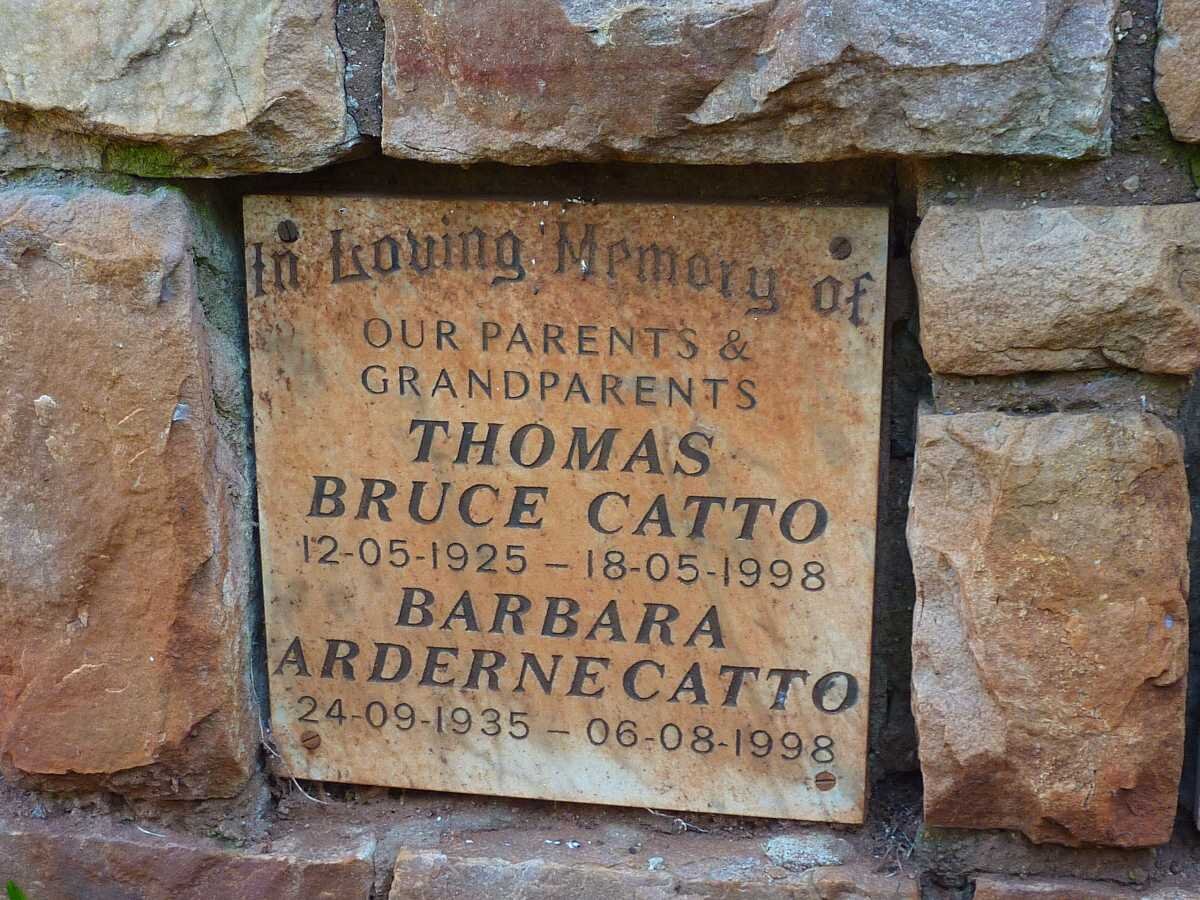 In Loving Memory of
OUR PARENTS &
GRANDPARENTS
THOMAS
BRUCE CATTO
12-05-1925 – 18-05-1998
BARBARA
ARDERNE CATTO
24-09-1935 – 06-08-1998